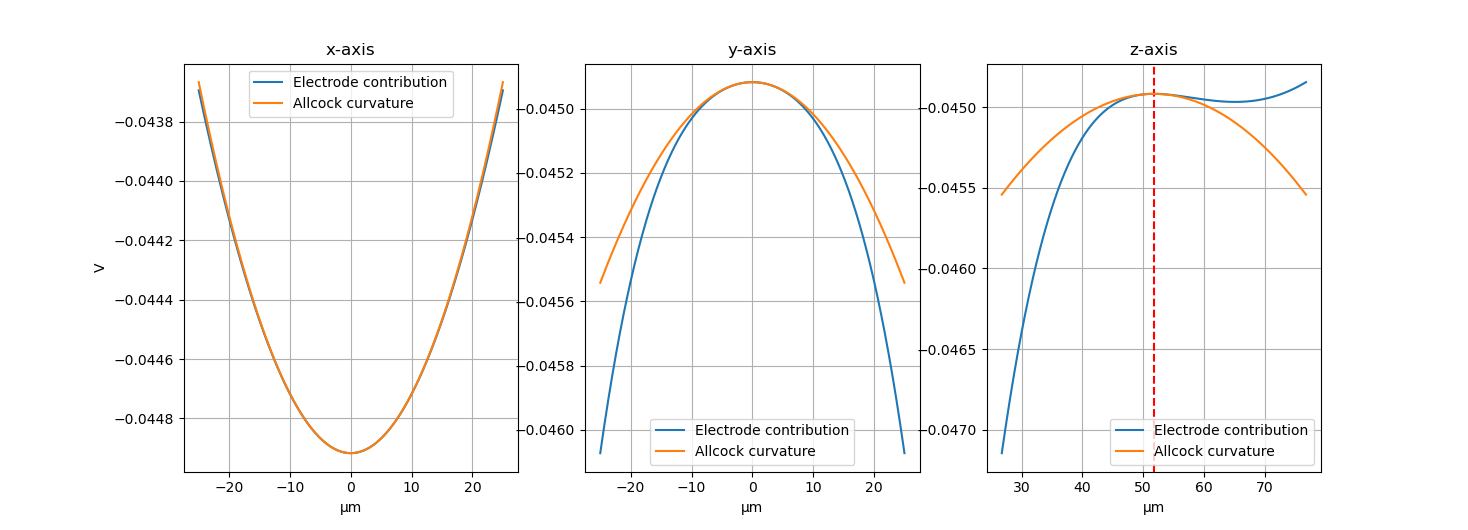 x-axis
Electrode contribution
Allcock curvature
−0.0438
−0.0440
−0.0442
−0.0444
−0.0446
−0.0448
V
−20
−10
0
10
20
µm
y-axis
−0.0450
−0.0452
−0.0454
−0.0456
−0.0458
−0.0460
Electrode contribution
Allcock curvature
−20
−10
0
10
20
µm
z-axis
−0.0450
−0.0455
−0.0460
−0.0465
−0.0470
Electrode contribution
Allcock curvature
30
40
50
60
70
µm